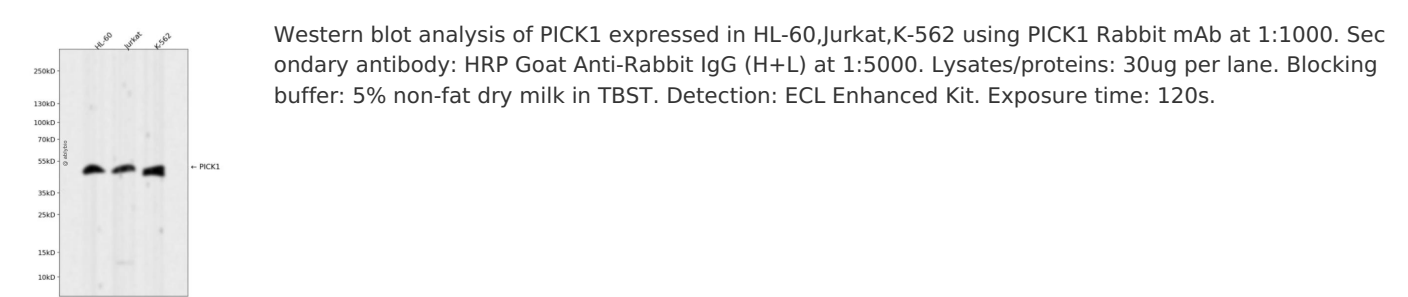 HL-60
Jurkat
K-562
Western blot analysis of PICK1 expressed in HL-60,Jurkat,K-562 using PICK1 Rabbit mAb at 1:1000. Sec
ondary antibody: HRP Goat Anti-Rabbit IgG (H+L) at 1:5000. Lysates/proteins: 30ug per lane. Blocking
buffer: 5% non-fat dry milk in TBST. Detection: ECL Enhanced Kit. Exposure time: 120s.
250kD
130kD
100kD
70kD
55kD
35kD
25kD
15kD
10kD
@ ablybio
← PICK1